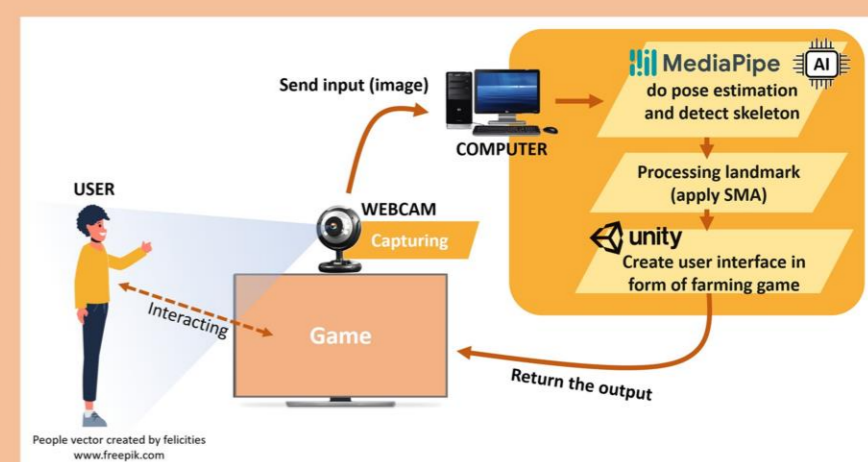 MediaPipe
AI
do pose estimation
and detect skeleton
Send input (image)
COMPUTER
Processing landmark
(apply SMA)
USER
WEBCAM
Capturing
unity
Create user interface in
form of farming game
Interacting
Game
Return the output
People vector created by felicities
www.freepik.com